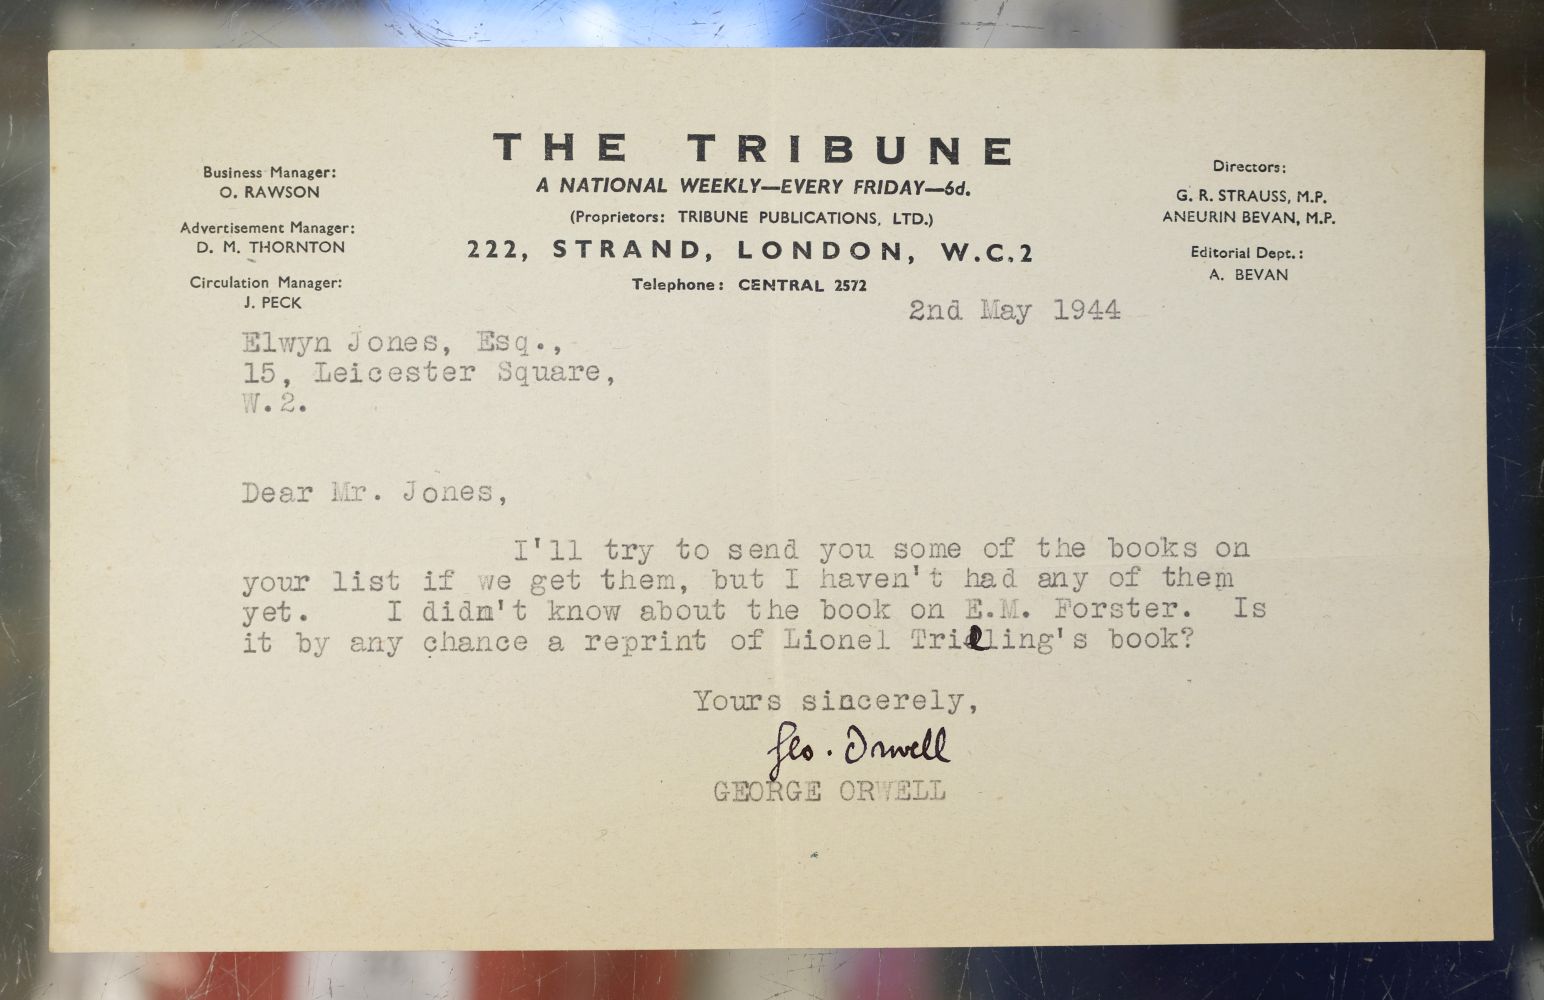 THE TRIBUNE
A NATIONAL WEEKLY—EVERY FRIDAY—6d.
(Proprietors: TRIBUNE PUBLICATIONS, LTD.)
222, STRAND, LONDON, W.C.2
Telephone: CENTRAL 2572
Business Manager:
O. RAWSON
Advertisement Manager:
D. M. THORNTON
Circulation Manager:
J. PECK
Directors:
G. R. STRAUSS, M.P.
ANEURIN BEVAN, M.P.
Editorial Dept.:
A. BEVAN
2nd May 1944
Elwyn Jones, Esq.,
15, Leicester Square,
W.2.
Dear Mr. Jones,
I'll try to send you some of the books on
your list if we get them, but I haven't had any of them
yet. I didn't know about the book on E.M. Forster. Is
it by any chance a reprint of Lionel Trilling's book?
Yours sincerely,
Geo. Orwell
GEORGE ORWELL